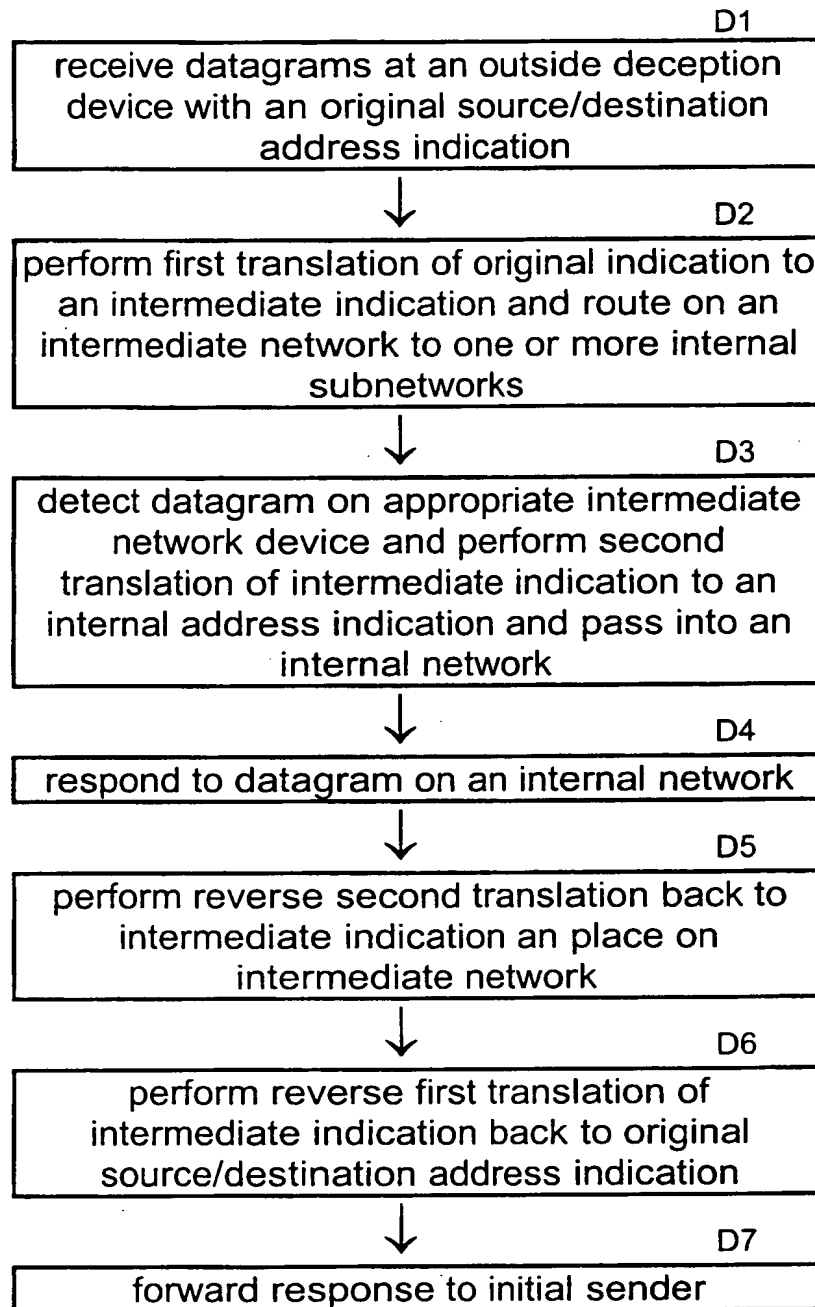 D1
receive datagrams at an outside deception
device with an original source/destination
address indication
D2
perform first translation of original indication to
an intermediate indication and route on an
intermediate network to one or more internal
subnetworks
D3
detect datagram on appropriate intermediate
network device and perform second
translation of intermediate indication to an
internal address indication and pass into an
internal network
D4
respond to datagram on an internal network
D5
perform reverse second translation back to
intermediate indication an place on
intermediate network
D6
perform reverse first translation of
intermediate indication back to original
source/destination address indication
D7
forward response to initial sender